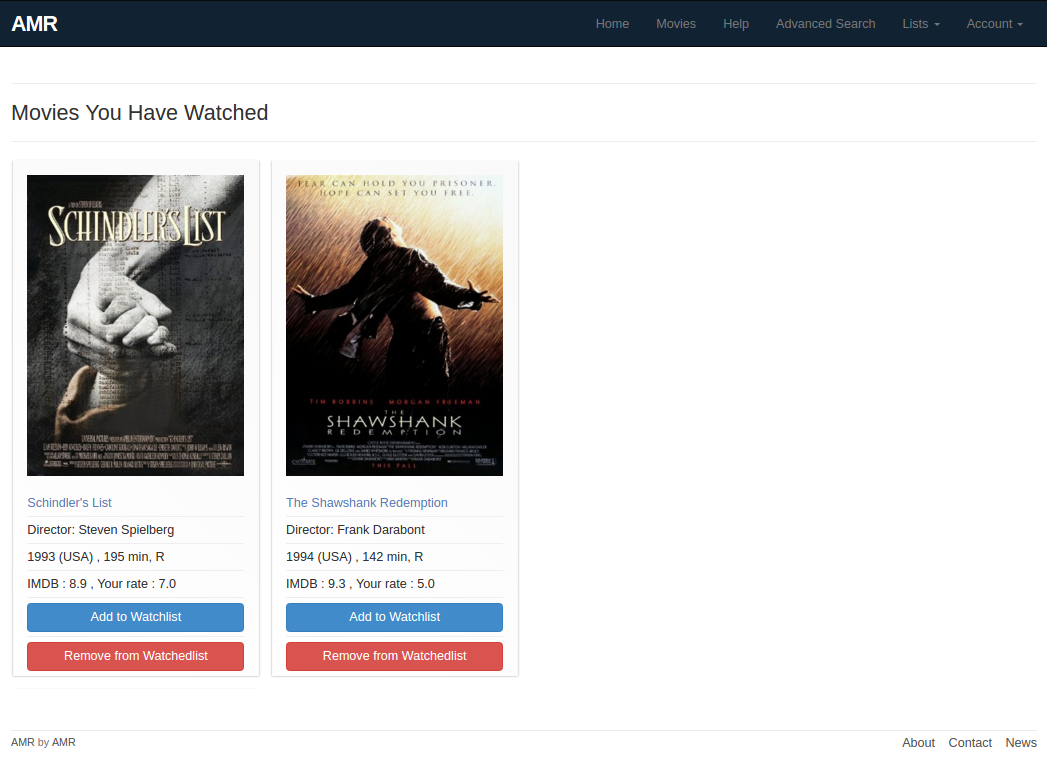 AMR
Home Movies Help Advanced Search Lists Account
Movies You Have Watched
SCHINDLER'S LIST
FEAR CAN HOLD YOU PRISONER.
HOPE CAN SET YOU FREE.
TIM ROBBINS MORGAN FREEMAN
THE
SHAWSHANK
REDEMPTION
THIS FALL
Schindler's List
Director: Steven Spielberg
1993 (USA) , 195 min, R
IMDB : 8.9 , Your rate : 7.0
Add to Watchlist
Remove from Watchedlist
The Shawshank Redemption
Director: Frank Darabont
1994 (USA) , 142 min, R
IMDB : 9.3 , Your rate : 5.0
Add to Watchlist
Remove from Watchedlist
AMR by AMR
About Contact News